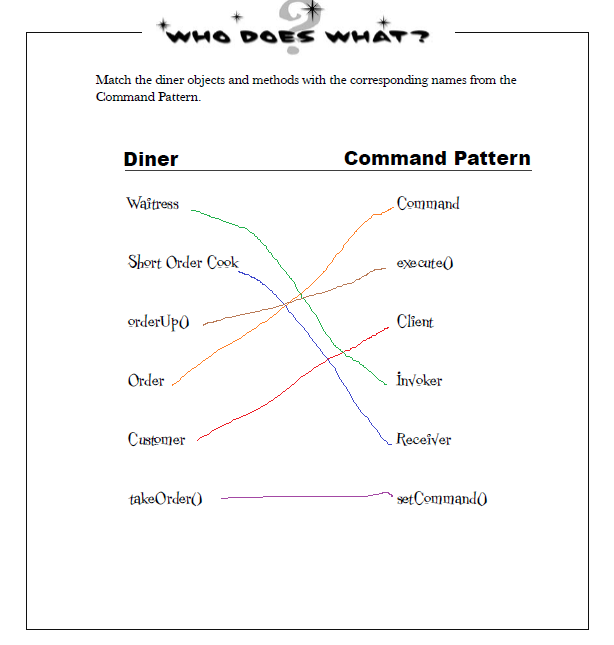 WHO DOES WHAT?
Match the diner objects and methods with the corresponding names from the
Command Pattern.
Diner Command Pattern
Waitress Command
Short Order Cook execute()
orderUp() Client
Order Invoker
Customer Receiver
takeOrder() setCommand()